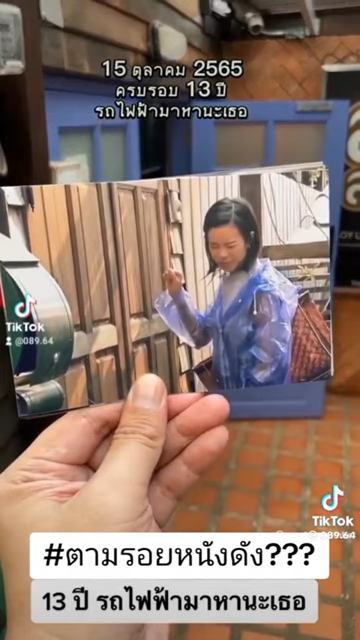 15 ตุลาคม 2565
ครบรอบ 13 ปี
รถไฟฟ้ามาหานะเธอ
TikTok
@089.64
TikTok
#ตามรอยหนังดัง???
13 ปี รถไฟฟ้ามาหานะเธอ